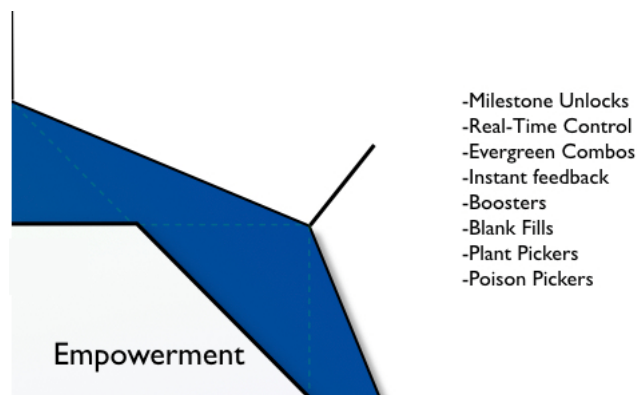 -Milestone Unlocks
-Real-Time Control
-Evergreen Combos
-Instant feedback
-Boosters
-Blank Fills
-Plant Pickers
-Poison Pickers
Empowerment